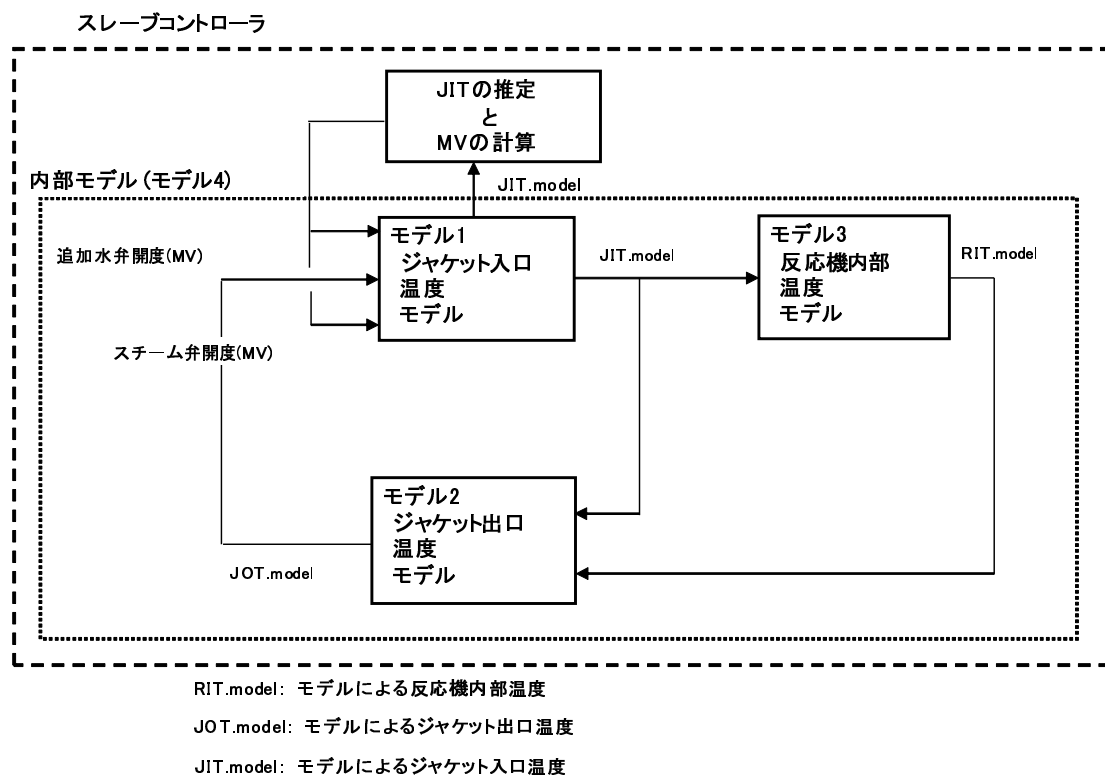 スレーブコントローラ
JITの推定
と
MVの計算
内部モデル(モデル4)
JIT.model
追加水弁開度(MV)
モデル1
ジャケット入口
温度
モデル
JIT.model
モデル3
反応機内部
温度
モデル
RIT.model
スチーム弁開度(MV)
モデル2
ジャケット出口
温度
モデル
JOT.model
RIT.model: モデルによる反応機内部温度
JOT.model: モデルによるジャケット出口温度
JIT.model: モデルによるジャケット入口温度